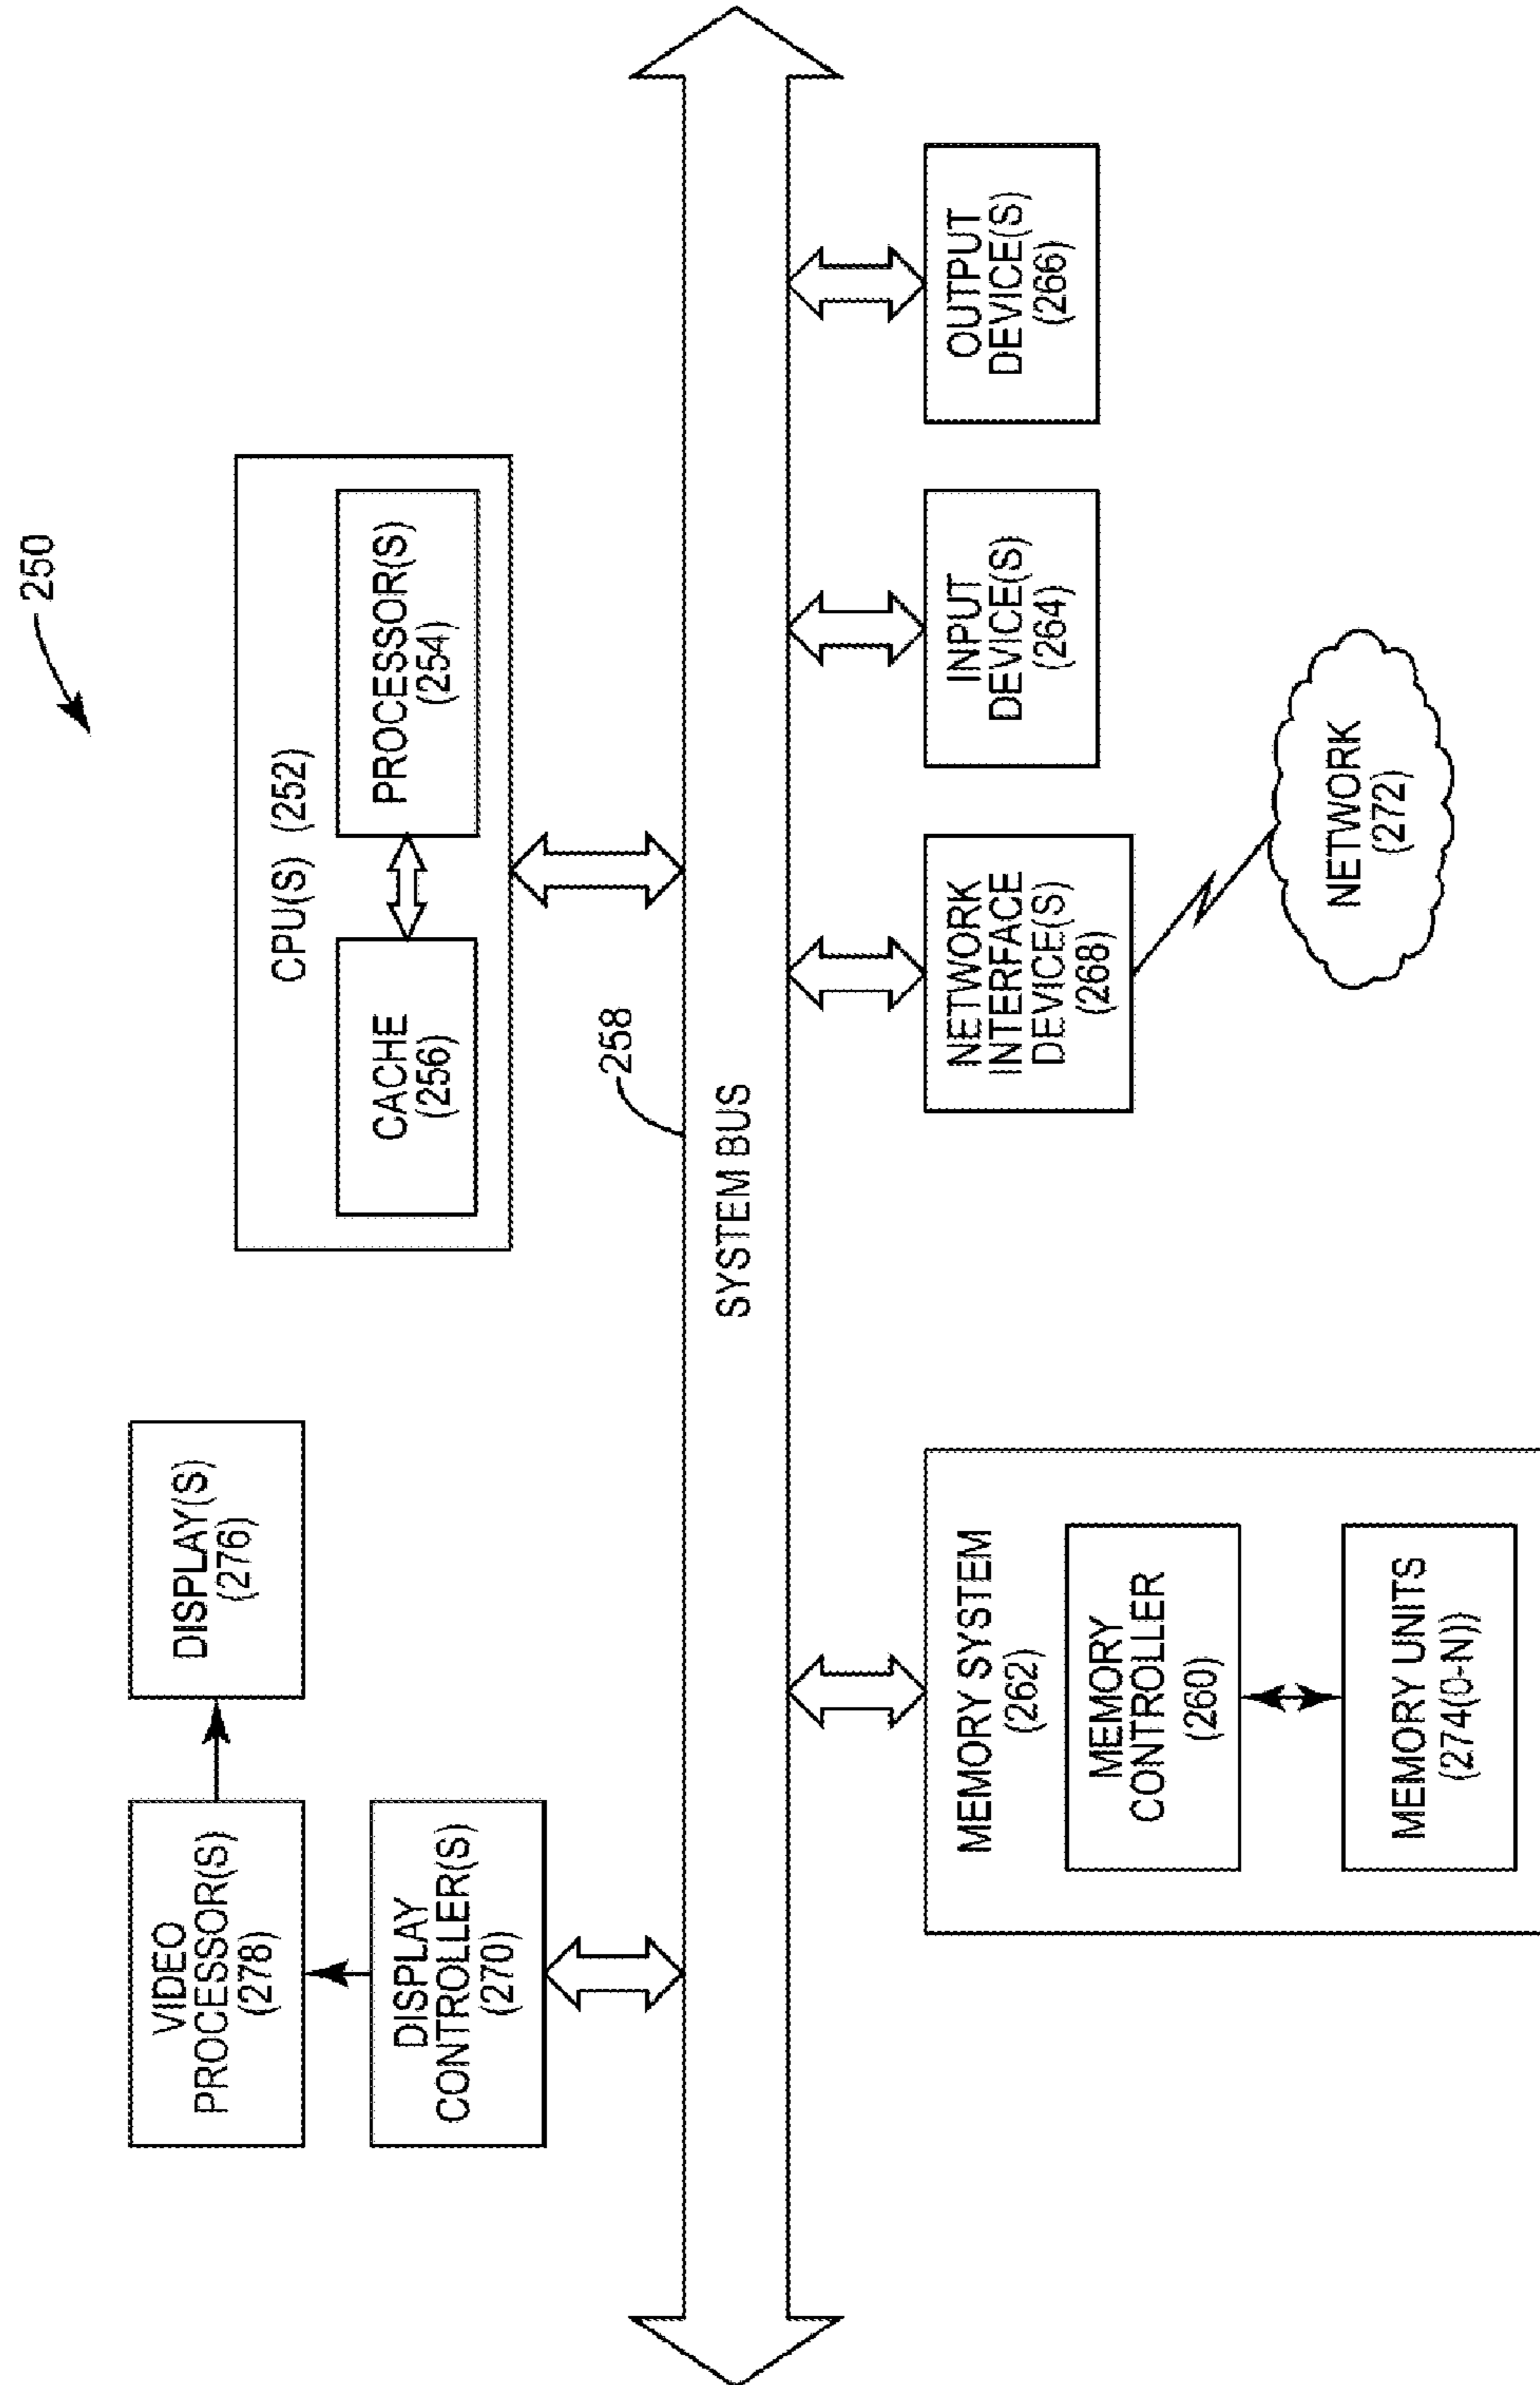 250
CPU(S) (252)
CACHE
(256)
PROCESSOR(S)
(254)
VIDEO
PROCESSOR(S)
(278)
DISPLAY(S)
(276)
DISPLAY
CONTROLLER(S)
(270)
258
SYSTEM BUS
MEMORY SYSTEM
(262)
MEMORY
CONTROLLER
(260)
MEMORY UNITS
(274(0-N))
NETWORK
INTERFACE
DEVICE(S)
(268)
INPUT
DEVICE(S)
(264)
OUTPUT
DEVICE(S)
(266)
NETWORK
(272)